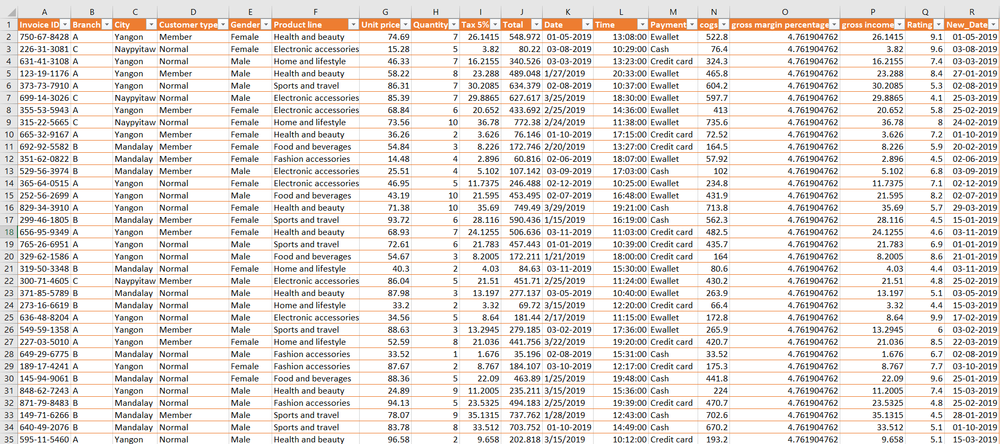 A B C D E F G H I J K L M N O P Q R
1 Invoice ID Branch City Customer type Gender Product line Unit price Quantity Tax 5% Total Date Time Payment cogs gross margin percentage gross income Rating New_Date
2 750-67-8428 A Yangon Member Female Health and beauty 74.69 7 26.1415 548.972 01-05-2019 13:08:00 Ewallet 522.8 4.761904762 26.1415 9.1 01-05-2019
3 226-31-3081 C Naypyitaw Normal Female Electronic accessories 15.28 5 3.82 80.22 03-08-2019 10:29:00 Cash 76.4 4.761904762 3.82 9.6 03-08-2019
4 631-41-3108 A Yangon Normal Male Home and lifestyle 46.33 7 16.2155 340.526 03-03-2019 13:23:00 Credit card 324.3 4.761904762 16.2155 7.4 03-03-2019
5 123-19-1176 A Yangon Member Male Health and beauty 58.22 8 23.288 489.048 1/27/2019 20:33:00 Ewallet 465.8 4.761904762 23.288 8.4 27-01-2019
6 373-73-7910 A Yangon Normal Male Sports and travel 86.31 7 30.2085 634.379 02-08-2019 10:37:00 Ewallet 604.2 4.761904762 30.2085 5.3 02-08-2019
7 699-14-3026 C Naypyitaw Normal Male Electronic accessories 85.39 7 29.8865 627.617 3/25/2019 18:30:00 Ewallet 597.7 4.761904762 29.8865 4.1 25-03-2019
8 355-53-5943 A Yangon Member Female Electronic accessories 68.84 6 20.652 433.692 2/25/2019 14:36:00 Ewallet 413 4.761904762 20.652 5.8 25-02-2019
9 315-22-5665 C Naypyitaw Normal Female Home and lifestyle 73.56 10 36.78 772.38 2/24/2019 11:38:00 Ewallet 735.6 4.761904762 36.78 8 24-02-2019
10 665-32-9167 A Yangon Member Female Health and beauty 36.26 2 3.626 76.146 01-10-2019 17:15:00 Credit card 72.52 4.761904762 3.626 7.2 01-10-2019
11 692-92-5582 B Mandalay Member Female Food and beverages 54.84 3 8.226 172.746 2/20/2019 13:27:00 Credit card 164.5 4.761904762 8.226 5.9 20-02-2019
12 351-62-0822 B Mandalay Member Female Fashion accessories 14.48 4 2.896 60.816 02-06-2019 18:07:00 Ewallet 57.92 4.761904762 2.896 4.5 02-06-2019
13 529-56-3974 B Mandalay Member Male Electronic accessories 25.51 4 5.102 107.142 03-09-2019 17:03:00 Cash 102 4.761904762 5.102 6.8 03-09-2019
14 365-64-0515 A Yangon Normal Female Electronic accessories 46.95 5 11.7375 246.488 02-12-2019 10:25:00 Ewallet 234.8 4.761904762 11.7375 7.1 02-12-2019
15 252-56-2699 A Yangon Normal Male Food and beverages 43.19 10 21.595 453.495 02-07-2019 16:48:00 Ewallet 431.9 4.761904762 21.595 8.2 02-07-2019
16 829-34-3910 A Yangon Normal Female Health and beauty 71.38 10 35.69 749.49 3/29/2019 19:21:00 Cash 713.8 4.761904762 35.69 5.7 29-03-2019
17 299-46-1805 B Mandalay Member Female Sports and travel 93.72 6 28.116 590.436 1/15/2019 16:19:00 Cash 562.3 4.761904762 28.116 4.5 15-01-2019
18 656-95-9349 A Yangon Member Female Health and beauty 68.93 7 24.1255 506.636 03-11-2019 11:03:00 Credit card 482.5 4.761904762 24.1255 4.6 03-11-2019
19 765-26-6951 A Yangon Normal Male Sports and travel 72.61 6 21.783 457.443 01-01-2019 10:39:00 Credit card 435.7 4.761904762 21.783 6.9 01-01-2019
20 329-62-1586 A Yangon Normal Male Food and beverages 54.67 3 8.2005 172.211 1/21/2019 18:00:00 Credit card 164 4.761904762 8.2005 8.6 21-01-2019
21 319-50-3348 B Mandalay Normal Female Home and lifestyle 40.3 2 4.03 84.63 03-11-2019 15:30:00 Ewallet 80.6 4.761904762 4.03 4.4 03-11-2019
22 300-71-4605 C Naypyitaw Member Male Electronic accessories 86.04 5 21.51 451.71 2/25/2019 11:24:00 Ewallet 430.2 4.761904762 21.51 4.8 25-02-2019
23 371-85-5789 B Mandalay Normal Male Health and beauty 87.98 3 13.197 277.137 03-05-2019 10:40:00 Ewallet 263.9 4.761904762 13.197 5.1 03-05-2019
24 273-16-6619 B Mandalay Normal Male Home and lifestyle 33.2 2 3.32 69.72 3/15/2019 12:20:00 Credit card 66.4 4.761904762 3.32 4.4 15-03-2019
25 636-48-8204 A Yangon Normal Male Electronic accessories 34.56 5 8.64 181.44 2/17/2019 11:15:00 Ewallet 172.8 4.761904762 8.64 9.9 17-02-2019
26 549-59-1358 A Yangon Member Male Sports and travel 88.63 3 13.2945 279.185 03-02-2019 17:36:00 Ewallet 265.9 4.761904762 13.2945 6 03-02-2019
27 227-03-5010 A Yangon Member Female Home and lifestyle 52.59 8 21.036 441.756 3/22/2019 19:20:00 Credit card 420.7 4.761904762 21.036 8.5 22-03-2019
28 649-29-6775 B Mandalay Normal Male Fashion accessories 33.52 1 1.676 35.196 02-08-2019 15:31:00 Cash 33.52 4.761904762 1.676 6.7 02-08-2019
29 189-17-4241 A Yangon Normal Female Fashion accessories 87.67 2 8.767 184.107 03-10-2019 12:17:00 Credit card 175.3 4.761904762 8.767 7.7 03-10-2019
30 145-94-9061 B Mandalay Normal Female Food and beverages 88.36 5 22.09 463.89 1/25/2019 19:48:00 Cash 441.8 4.761904762 22.09 9.6 25-01-2019
31 848-62-7243 A Yangon Normal Male Health and beauty 24.89 9 11.2005 235.211 3/15/2019 15:36:00 Cash 224 4.761904762 11.2005 7.4 15-03-2019
32 871-79-8483 B Mandalay Normal Male Fashion accessories 94.13 5 23.5325 494.183 2/25/2019 19:39:00 Credit card 470.7 4.761904762 23.5325 4.8 25-02-2019
33 149-71-6266 B Mandalay Member Male Sports and travel 78.07 9 35.1315 737.762 1/28/2019 12:43:00 Cash 702.6 4.761904762 35.1315 4.5 28-01-2019
34 640-49-2076 B Mandalay Normal Male Sports and travel 83.78 8 33.512 703.752 01-10-2019 14:49:00 Cash 670.2 4.761904762 33.512 5.1 01-10-2019
35 595-11-5460 A Yangon Normal Male Health and beauty 96.58 2 9.658 202.818 3/15/2019 10:12:00 Credit card 193.2 4.761904762 9.658 5.1 15-03-2019